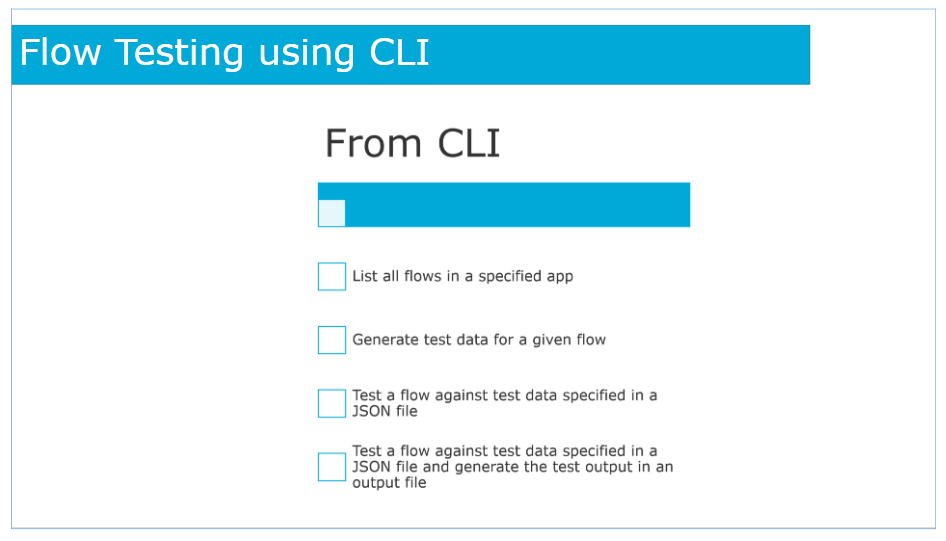 Flow Testing using CLI
From CLI
List all flows in a specified app
Generate test data for a given flow
Test a flow against test data specified in a
JSON file
Test a flow against test data specified in a
JSON file and generate the test output in an
output file